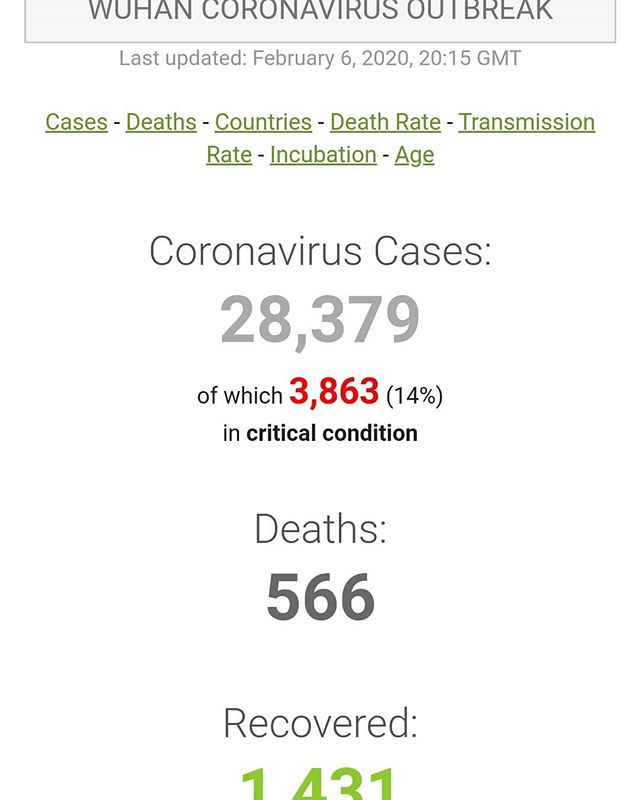 WUHAN CORONAVIRUS OUTBREAK
Last updated: February 6, 2020, 20:15 GMT
Cases - Deaths - Countries - Death Rate - Transmission
Rate - Incubation - Age
Coronavirus Cases:
28,379
of which 3,863 (14%)
in critical condition
Deaths:
566
Recovered:
1,431